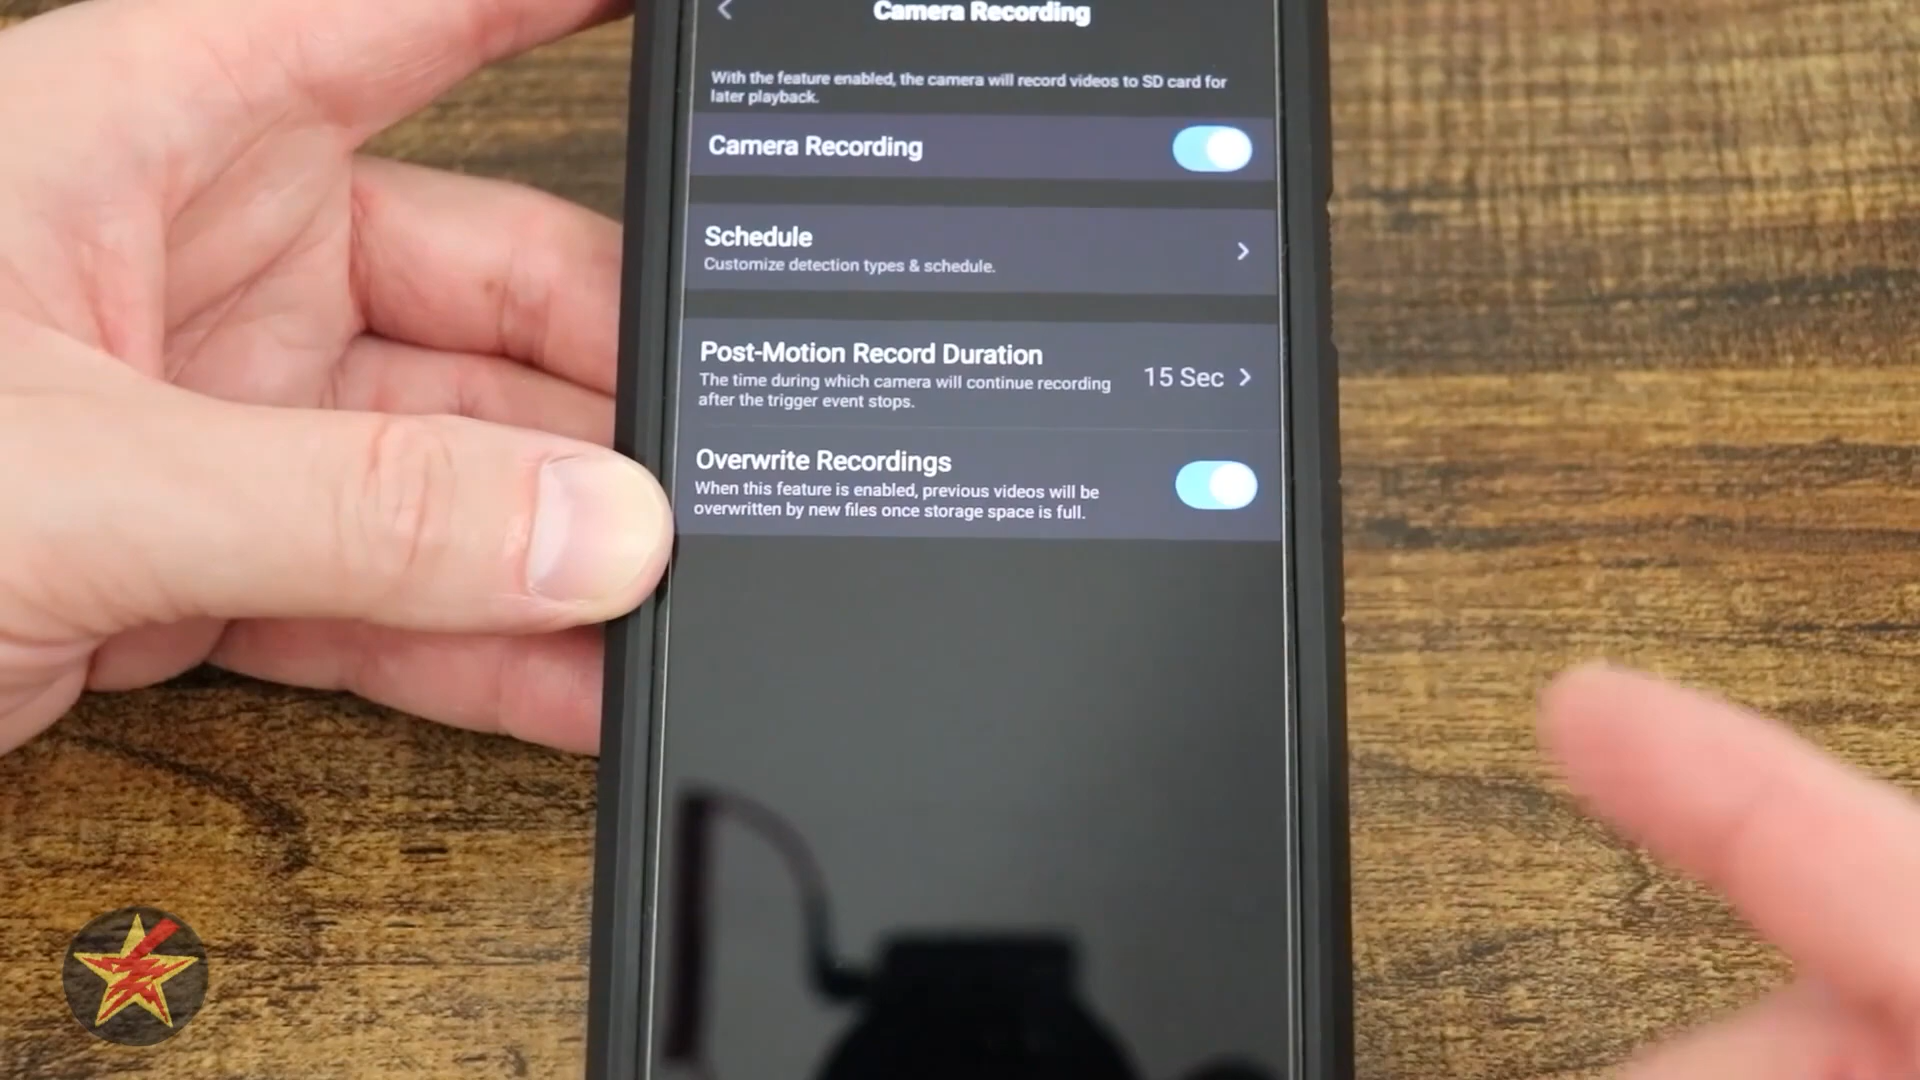 Camera Recording
With the feature enabled, the camera will record videos to SD card for
later playback.
Camera Recording
Schedule
Customize detection types & schedule.
Post-Motion Record Duration
The time during which camera will continue recording
after the trigger event stops.
15 Sec
Overwrite Recordings
When this feature is enabled, previous videos will be
overwritten by new files once storage space is full.